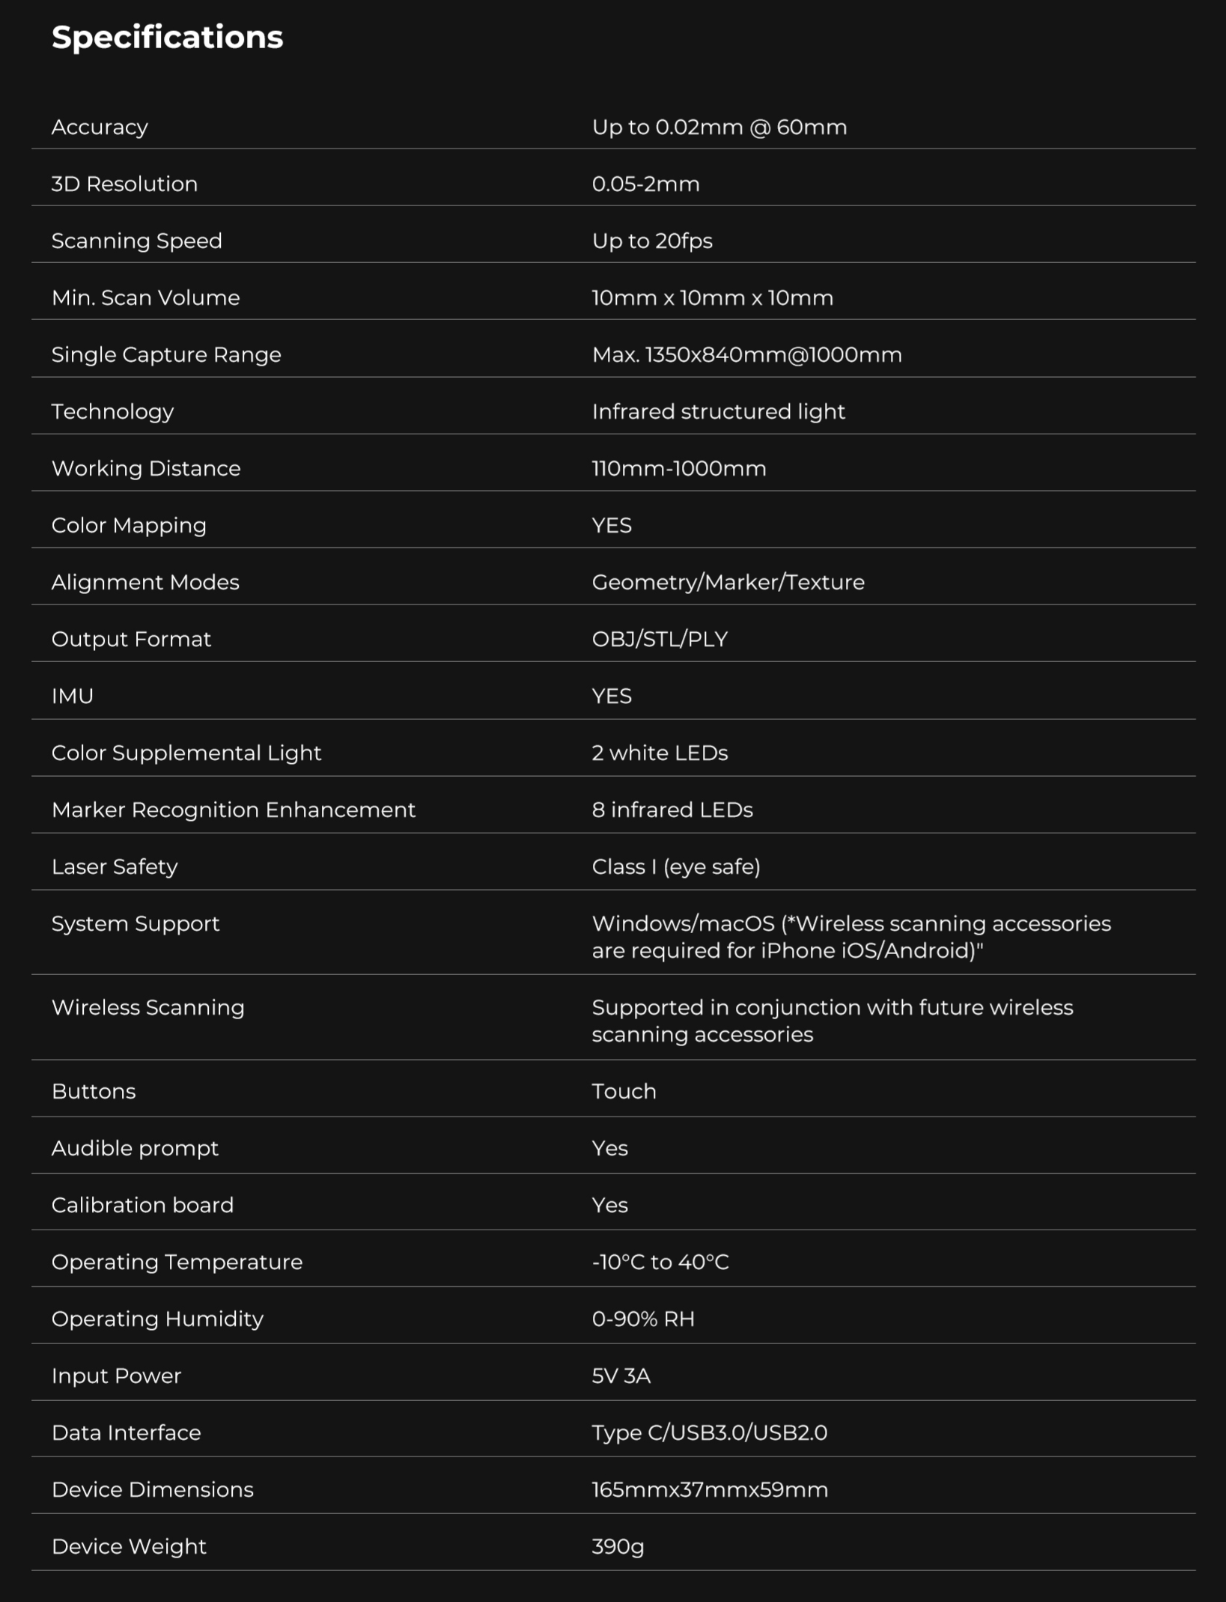 Specifications
Accuracy Up to 0.02mm @ 60mm
3D Resolution 0.05-2mm
Scanning Speed Up to 20fps
Min. Scan Volume 10mm x 10mm x 10mm
Single Capture Range Max. 1350x840mm@1000mm
Technology Infrared structured light
Working Distance 110mm-1000mm
Color Mapping YES
Alignment Modes Geometry/Marker/Texture
Output Format OBJ/STL/PLY
IMU YES
Color Supplemental Light 2 white LEDs
Marker Recognition Enhancement 8 infrared LEDs
Laser Safety Class I (eye safe)
System Support Windows/macOS (*Wireless scanning accessories
are required for iPhone iOS/Android)"
Wireless Scanning Supported in conjunction with future wireless
scanning accessories
Buttons Touch
Audible prompt Yes
Calibration board Yes
Operating Temperature -10°C to 40°C
Operating Humidity 0-90% RH
Input Power 5V 3A
Data Interface Type C/USB3.0/USB2.0
Device Dimensions 165mmx37mmx59mm
Device Weight 390g